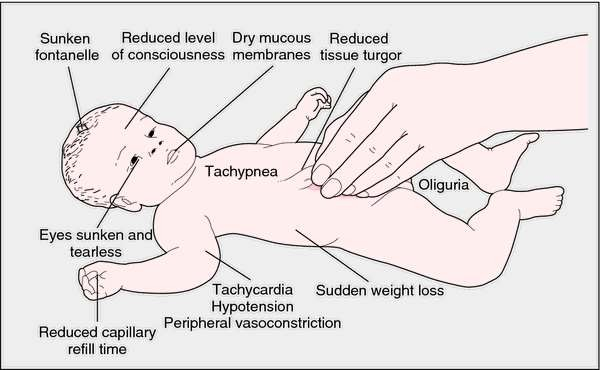 Sunken
fontanelle
Reduced level
of consciousness
Dry mucous
membranes
Reduced
tissue turgor
Tachypnea
Oliguria
Eyes sunken and
tearless
Tachycardia
Hypotension
Peripheral vasoconstriction
Sudden weight loss
Reduced capillary
refill time